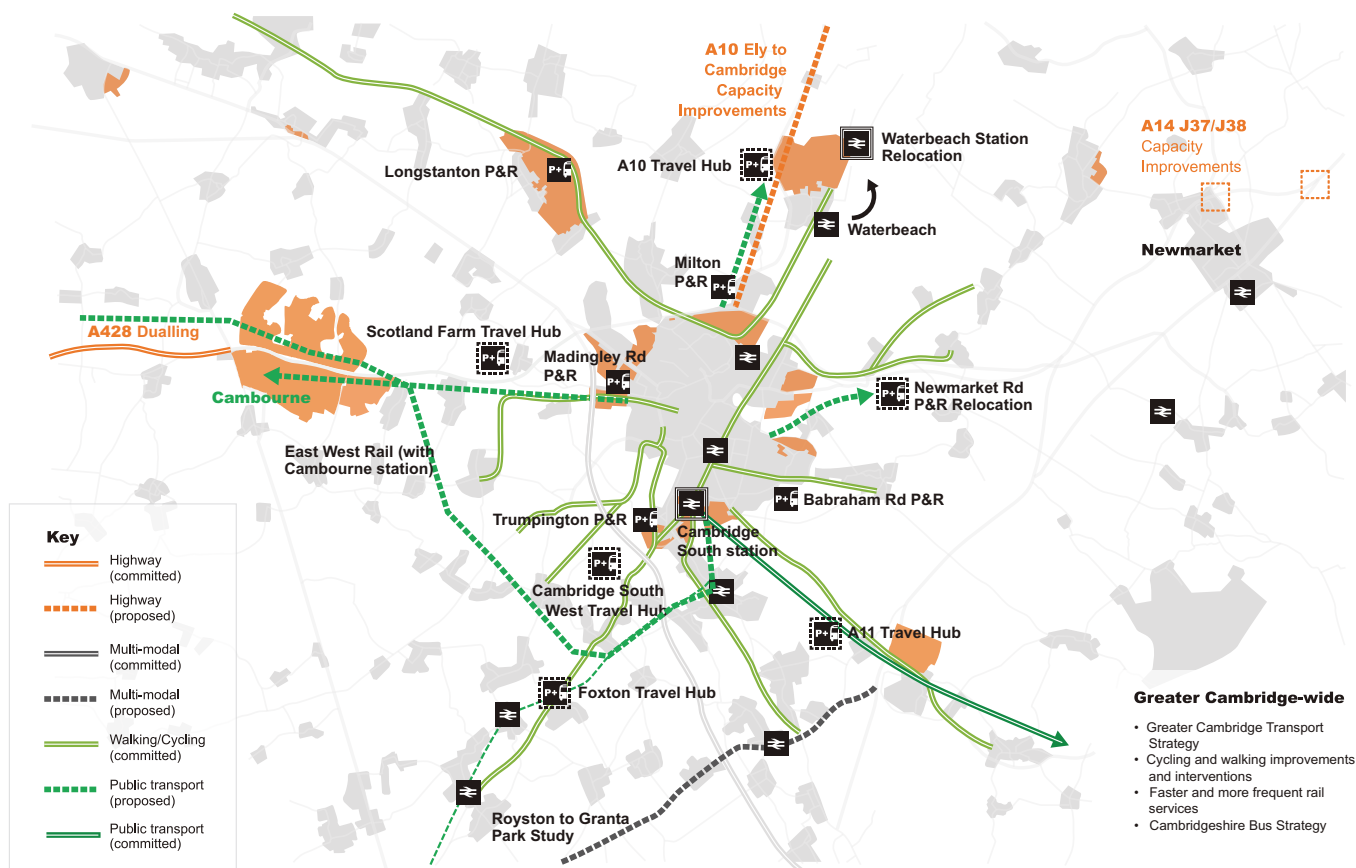 A10 Ely to
Cambridge
Capacity
Improvements
A14 J37/J38
Capacity
Improvements
Waterbeach Station
Relocation
A10 Travel Hub
P+
Longstanton P&R
P+
Waterbeach
Newmarket
Milton
P&R
P+
A428 Dualling
Scotland Farm Travel Hub
P+
Madingley Rd
P&R
P+
Cambourne
Newmarket Rd
P&R Relocation
P+
East West Rail (with
Cambourne station)
Babraham Rd P&R
P+
Trumpington P&R
P+
Cambridge
South station
Cambridge South
West Travel Hub
P+
A11 Travel Hub
P+
Foxton Travel Hub
P+
Royston to Granta
Park Study
Key
Highway
(committed)
Highway
(proposed)
Multi-modal
(committed)
Multi-modal
(proposed)
Walking/Cycling
(committed)
Public transport
(proposed)
Public transport
(committed)
Greater Cambridge-wide
• Greater Cambridge Transport
Strategy
• Cycling and walking improvements
and interventions
• Faster and more frequent rail
services
• Cambridgeshire Bus Strategy